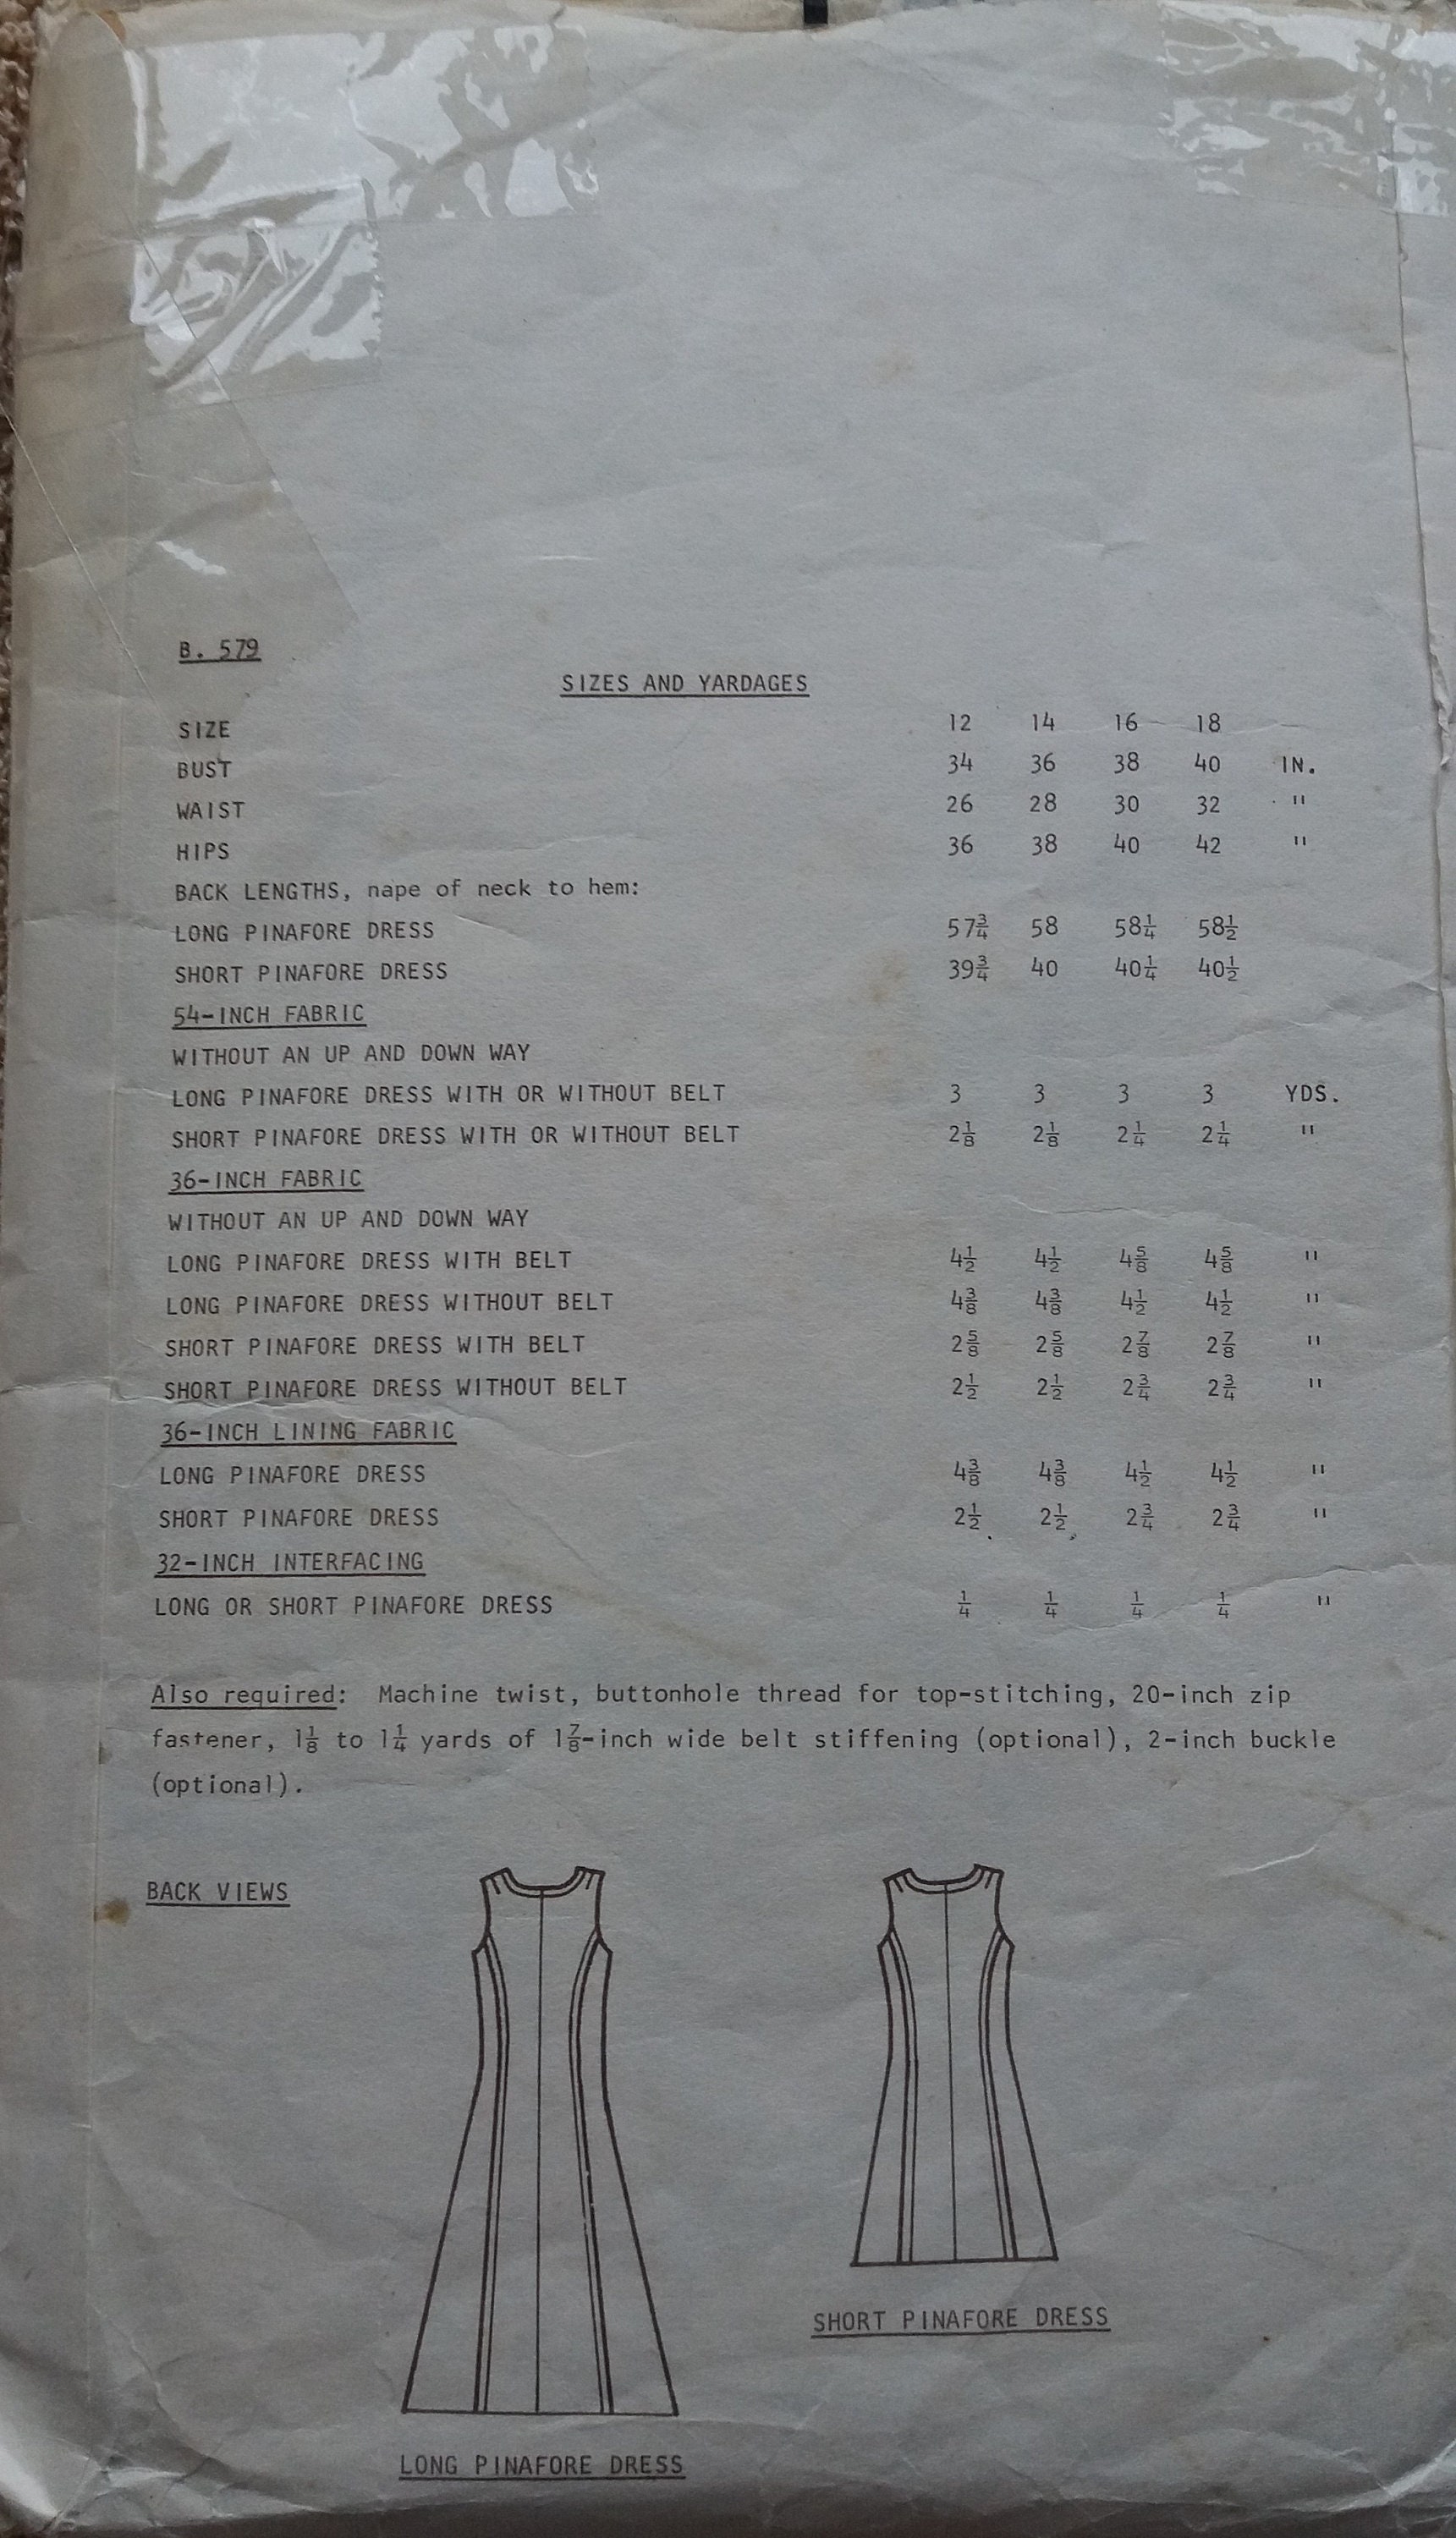 B. 579
SIZES AND YARDAGES
SIZE 12 14 16 18
BUST 34 36 38 40 IN.
WAIST 26 28 30 32 "
HIPS 36 38 40 42 "
BACK LENGTHS, nape of neck to hem:
LONG PINAFORE DRESS 57¾ 58 58¼ 58½
SHORT PINAFORE DRESS 39¾ 40 40¼ 40½
54-INCH FABRIC
WITHOUT AN UP AND DOWN WAY
LONG PINAFORE DRESS WITH OR WITHOUT BELT 3 3 3 3 YDS.
SHORT PINAFORE DRESS WITH OR WITHOUT BELT 2⅛ 2⅛ 2¼ 2¼ "
36-INCH FABRIC
WITHOUT AN UP AND DOWN WAY
LONG PINAFORE DRESS WITH BELT 4½ 4½ 4⅝ 4⅝ "
LONG PINAFORE DRESS WITHOUT BELT 4⅜ 4⅜ 4½ 4½ "
SHORT PINAFORE DRESS WITH BELT 2⅝ 2⅝ 2⅞ 2⅞ "
SHORT PINAFORE DRESS WITHOUT BELT 2½ 2½ 2¾ 2¾ "
36-INCH LINING FABRIC
LONG PINAFORE DRESS 4⅜ 4⅜ 4½ 4½ "
SHORT PINAFORE DRESS 2½ 2½ 2¾ 2¾ "
32-INCH INTERFACING
LONG OR SHORT PINAFORE DRESS ¼ ¼ ¼ ¼ "
Also required: Machine twist, buttonhole thread for top-stitching, 20-inch zip
fastener, 1⅛ to 1¼ yards of 1⅞-inch wide belt stiffening (optional), 2-inch buckle
(optional).
BACK VIEWS
SHORT PINAFORE DRESS
LONG PINAFORE DRESS